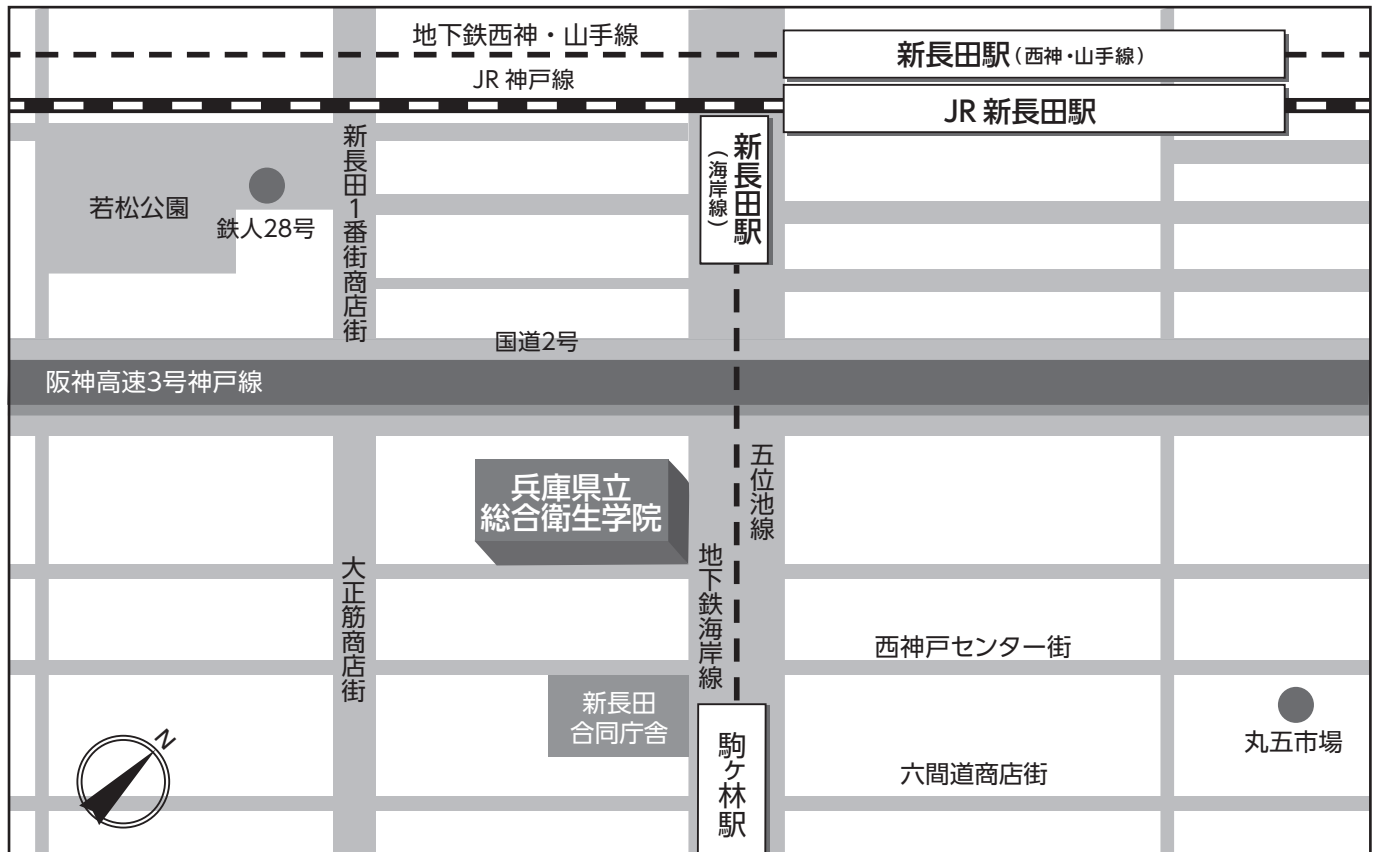 地下鉄西神・山手線
新長田駅(西神・山手線)
JR 神戸線
JR 新長田駅
新長田1番街商店街
新長田駅
(海岸線)
若松公園
鉄人28号
国道2号
阪神高速3号神戸線
兵庫県立
総合衛生学院
五位池線
地下鉄海岸線
大正筋商店街
西神戸センター街
新長田
合同庁舎
丸五市場
駒ヶ林駅
六間道商店街
N